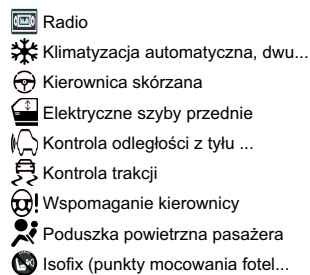 Radio
Klimatyzacja automatyczna, dwu...
Kierownica skórzana
Elektryczne szyby przednie
Kontrola odległości z tyłu ...
Kontrola trakcji
Wspomaganie kierownicy
Poduszka powietrzna pasażera
Isofix (punkty mocowania fotel...